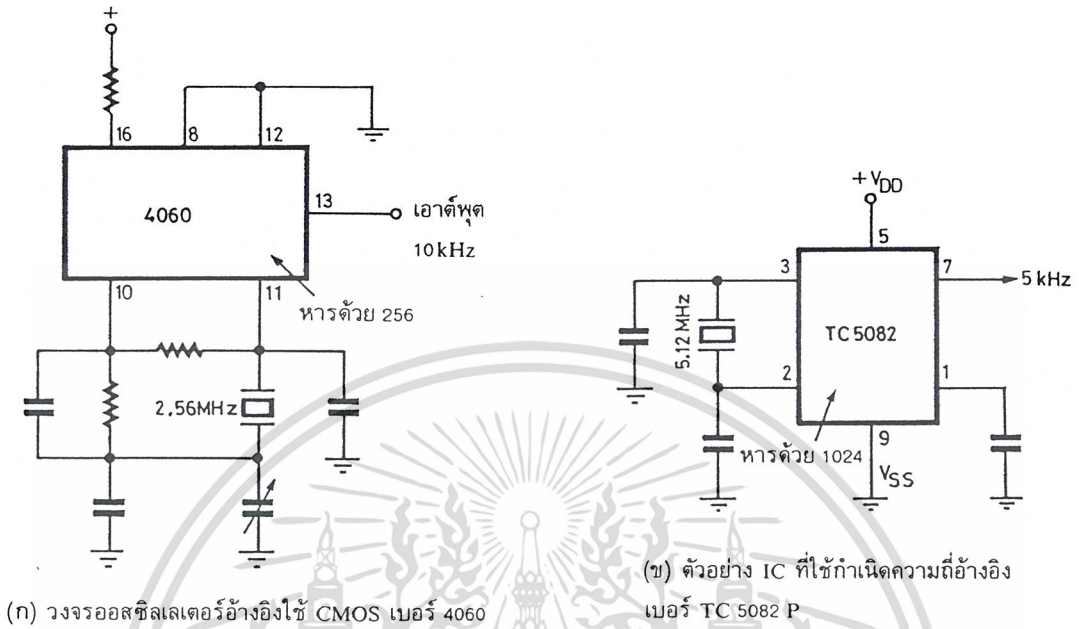 +
16
8
12
4060
13
เอาต์พุต
10kHz
10
11
หารด้วย 256
2,56MHz
(ก) วงจรออสซิลเลเตอร์อ้างอิงใช้ CMOS เบอร์ 4060
+VDD
5
3
7
5 kHz
5.12 MHz
TC5082
2
1
หารด้วย 1024
9
VSS
(ข) ตัวอย่าง IC ที่ใช้กำเนิดความถี่อ้างอิง
เบอร์ TC 5082 P